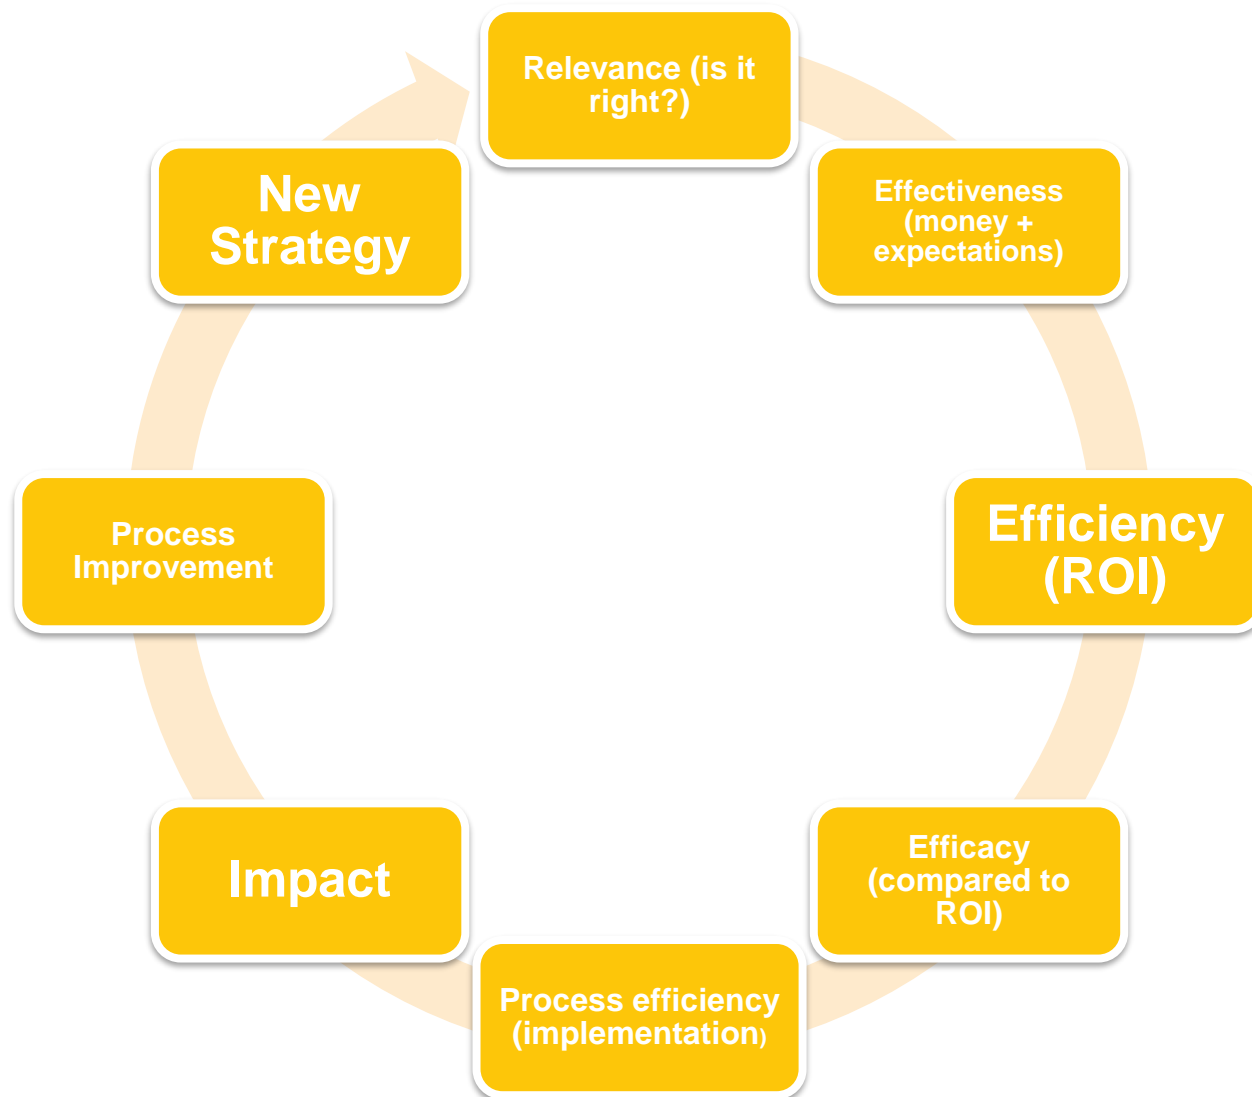 Relevance (is it
right?)
Effectiveness
(money +
expectations)
Efficiency
(ROI)
Efficacy
(compared to
ROI)
Process efficiency
(implementation)
Impact
Process
Improvement
New
Strategy